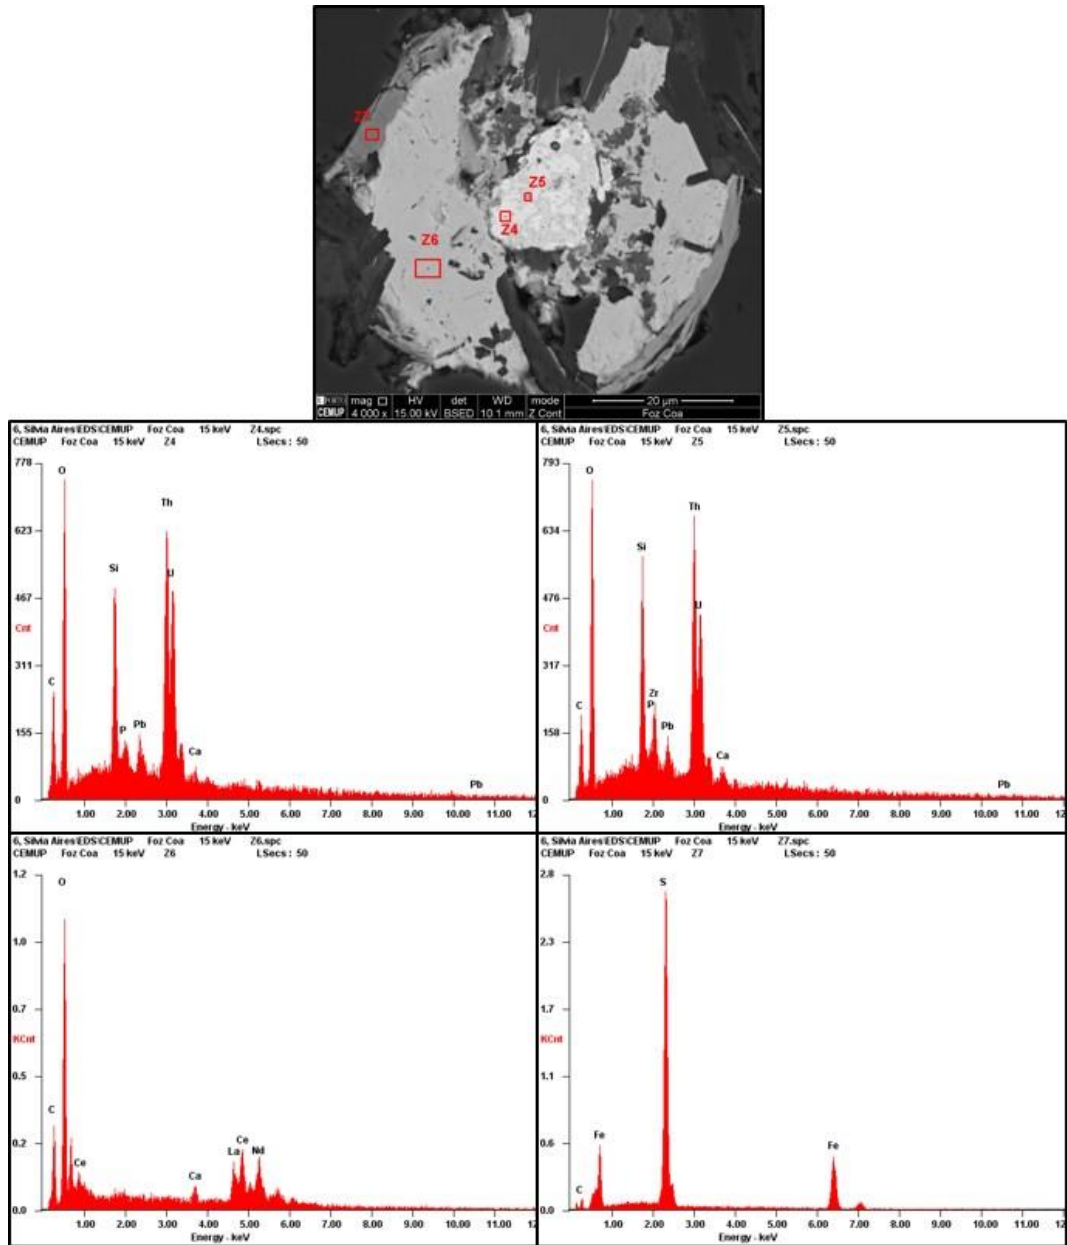 Z7
Z5
Z4
Z6
mag HV det WD mode 20 µm
CEMUP 4 000 x 15.00 kV BSED 10.1 mm Z Cont Foz Coa
6, Silvia Aires\EDS\CEMUP Foz Coa 15 keV Z4.spc
CEMUP Foz Coa 15 keV Z4 LSecs : 50
778
623
467
Cnt
311
155
0
O
Th
Si
U
C
P
Pb
Ca
Pb
1.00 2.00 3.00 4.00 5.00 6.00 7.00 8.00 9.00 10.00 11.00 12
Energy - keV
6, Silvia Aires\EDS\CEMUP Foz Coa 15 keV Z5.spc
CEMUP Foz Coa 15 keV Z5 LSecs : 50
793
634
476
Cnt
317
158
0
O
Th
Si
U
Zr
C
P
Pb
Ca
Pb
1.00 2.00 3.00 4.00 5.00 6.00 7.00 8.00 9.00 10.00 11.00 12
Energy - keV
6, Silvia Aires\EDS\CEMUP Foz Coa 15 keV Z6.spc
CEMUP Foz Coa 15 keV Z6 LSecs : 50
1.2
1.0
0.7
KCnt
0.5
0.2
0.0
O
C
Ce
La
Nd
Ce
Ca
1.00 2.00 3.00 4.00 5.00 6.00 7.00 8.00 9.00 10.00 11.00 12
Energy - keV
6, Silvia Aires\EDS\CEMUP Foz Coa 15 keV Z7.spc
CEMUP Foz Coa 15 keV Z7 LSecs : 50
2.8
2.3
1.7
KCnt
1.1
0.6
0.0
S
Fe
Fe
C
1.00 2.00 3.00 4.00 5.00 6.00 7.00 8.00 9.00 10.00 11.00 12
Energy - keV